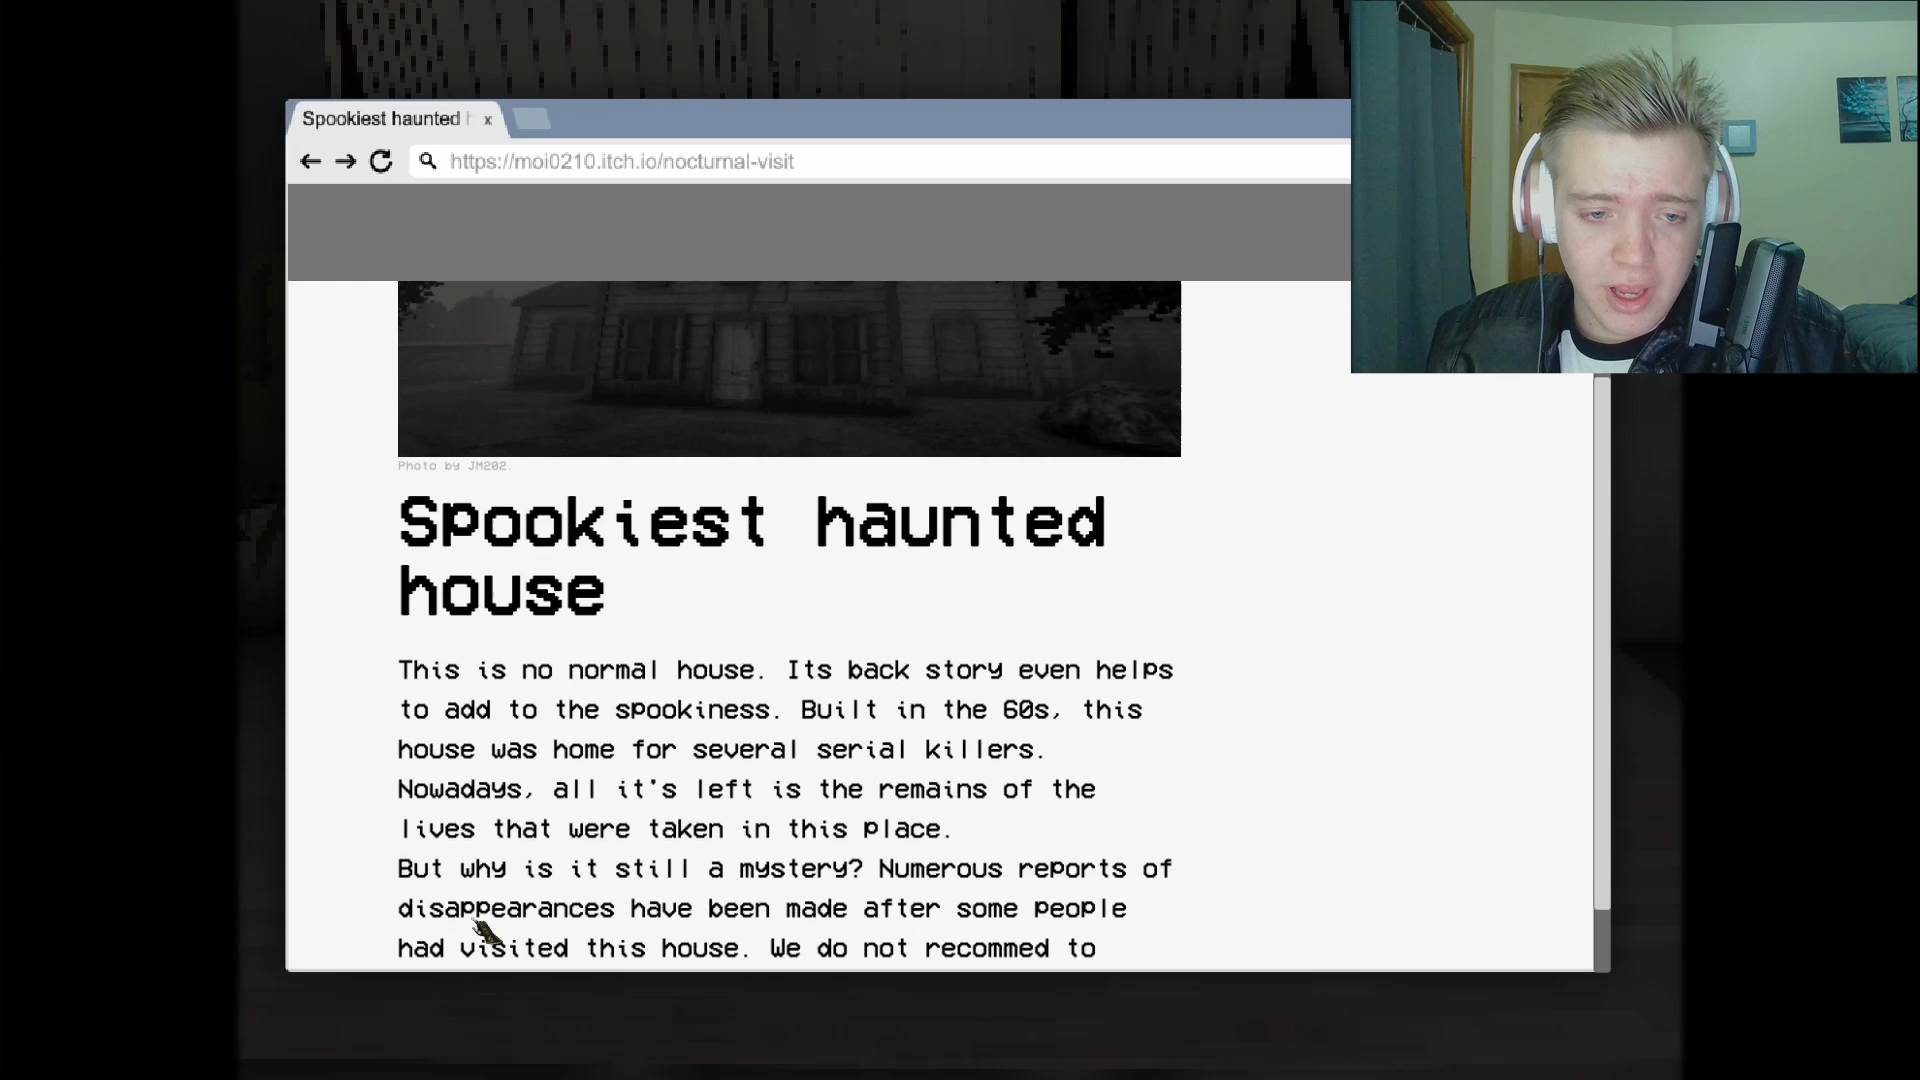 Spookiest haunted
x
https://moi0210.itch.io/nocturnal-visit
Photo by JM202.
Spookiest haunted
house
This is no normal house. Its back story even helps
to add to the spookiness. Built in the 60s, this
house was home for several serial killers.
Nowadays, all it's left is the remains of the
lives that were taken in this place.
But why is it still a mystery? Numerous reports of
disappearances have been made after some people
had visited this house. We do not recommed to